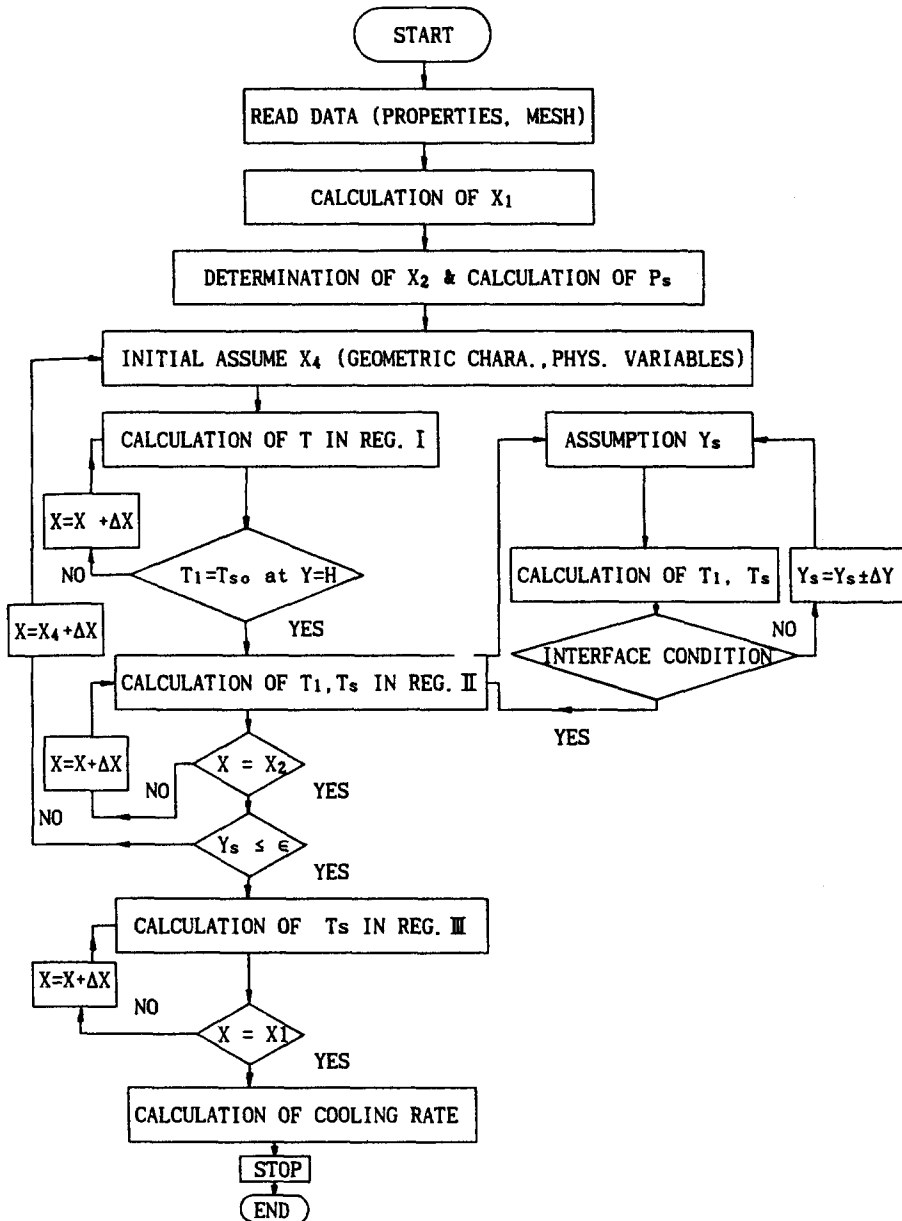 START
READ DATA (PROPERTIES, MESH)
CALCULATION OF X₁
DETERMINATION OF X₂ & CALCULATION OF Pₛ
INITIAL ASSUME X₄ (GEOMETRIC CHARA.,PHYS. VARIABLES)
CALCULATION OF T IN REG. Ⅰ
ASSUMPTION Yₛ
X=X +ΔX
NO
T₁=Tₛₒ at Y=H
YES
CALCULATION OF T₁, Tₛ
Yₛ=Yₛ±ΔY
NO
INTERFACE CONDITION
YES
X=X₄+ΔX
CALCULATION OF T₁,Tₛ IN REG. Ⅱ
X=X+ΔX
NO
X = X₂
YES
NO
Yₛ ≤ ∈
YES
CALCULATION OF Ts IN REG. Ⅲ
X=X+ΔX
NO
X = X1
YES
CALCULATION OF COOLING RATE
STOP
END